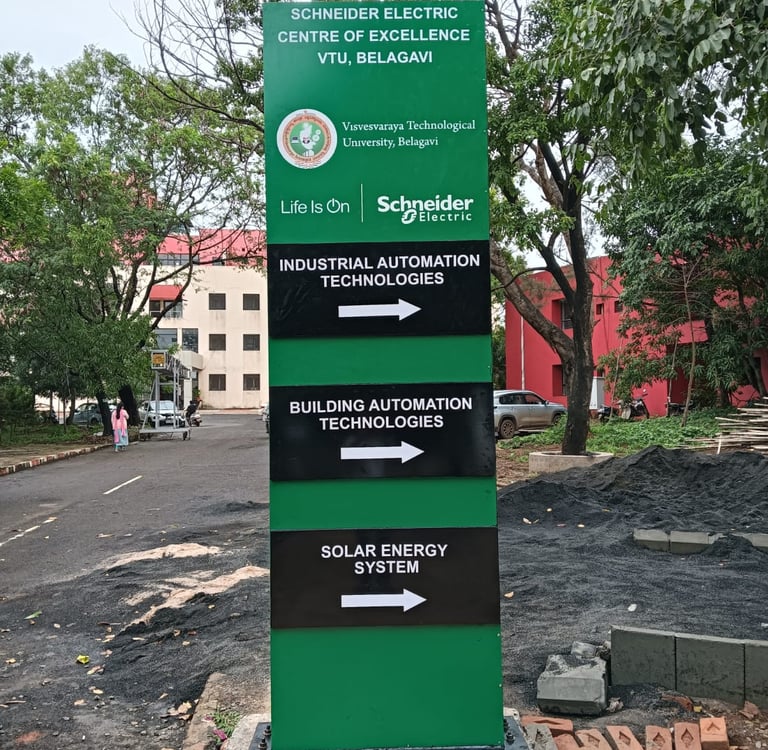 SCHNEIDER ELECTRIC
CENTRE OF EXCELLENCE
VTU, BELAGAVI
Visvesvaraya Technological
University, Belagavi
Life Is On
Schneider
Electric
INDUSTRIAL AUTOMATION
TECHNOLOGIES
BUILDING AUTOMATION
TECHNOLOGIES
SOLAR ENERGY
SYSTEM